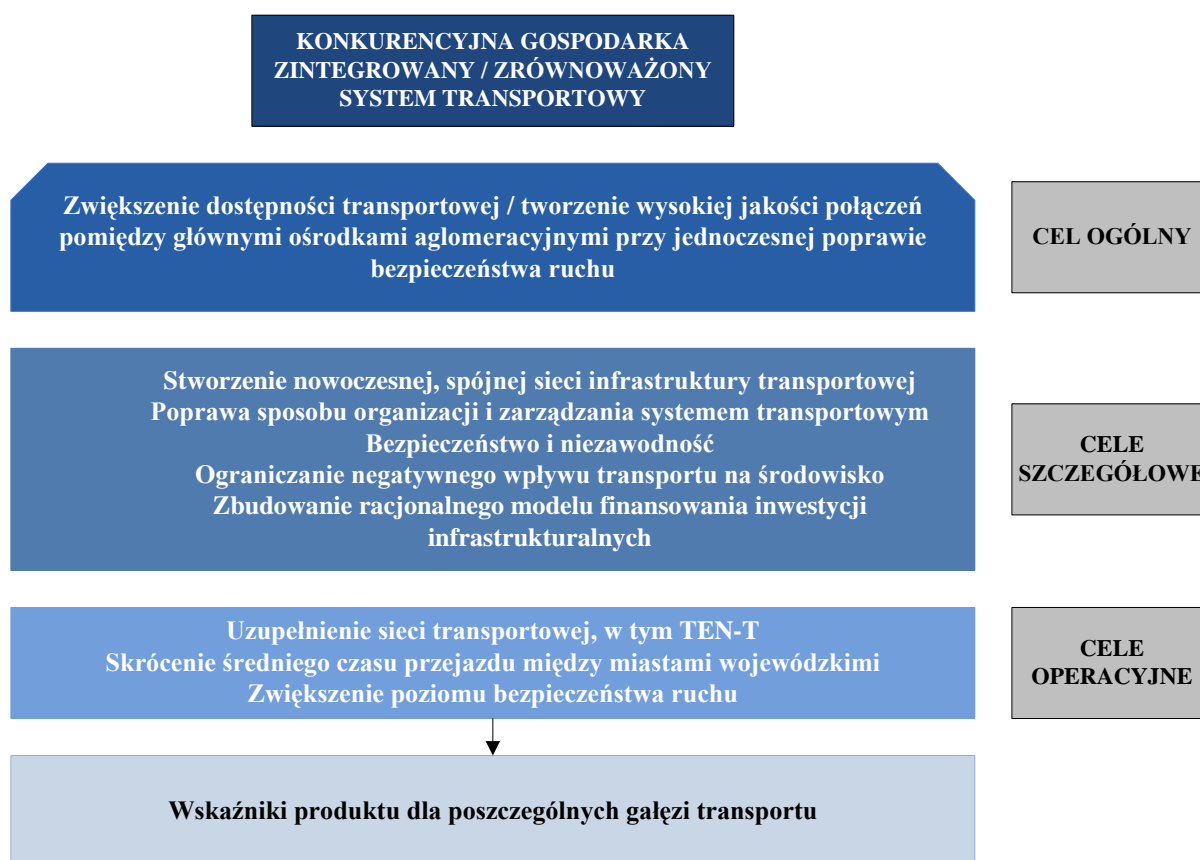 KONKURENCYJNA GOSPODARKA
ZINTEGROWANY / ZRÓWNOWAŻONY
SYSTEM TRANSPORTOWY
Zwiększenie dostępności transportowej / tworzenie wysokiej jakości połączeń
pomiędzy głównymi ośrodkami aglomeracyjnymi przy jednoczesnej poprawie
bezpieczeństwa ruchu
CEL OGÓLNY
Stworzenie nowoczesnej, spójnej sieci infrastruktury transportowej
Poprawa sposobu organizacji i zarządzania systemem transportowym
Bezpieczeństwo i niezawodność
Ograniczanie negatywnego wpływu transportu na środowisko
Zbudowanie racjonalnego modelu finansowania inwestycji
infrastrukturalnych
CELE
SZCZEGÓŁOWE
Uzupełnienie sieci transportowej, w tym TEN-T
Skrócenie średniego czasu przejazdu między miastami wojewódzkimi
Zwiększenie poziomu bezpieczeństwa ruchu
CELE
OPERACYJNE
Wskaźniki produktu dla poszczególnych gałęzi transportu